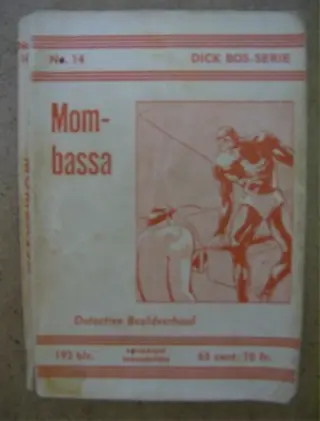 No. 14
DICK BOS-SERIE
Mom-
bassa
Detective Beeldverhaal
192 blz.
65 cent: 10 fr.